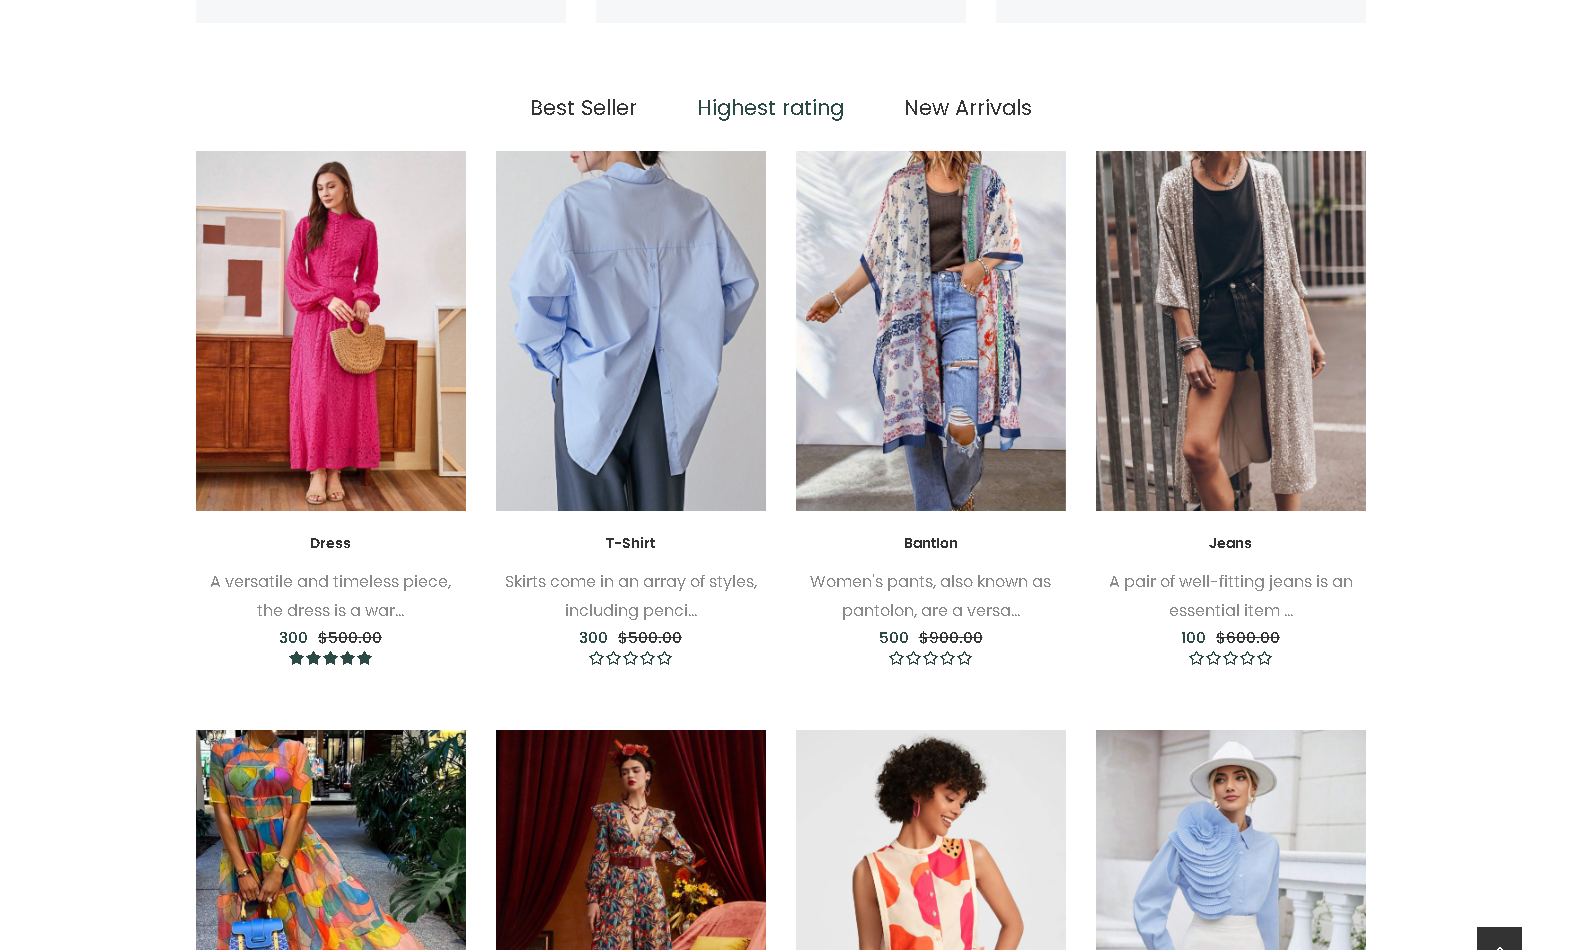 Best Seller
Highest rating
New Arrivals
Dress
A versatile and timeless piece,
the dress is a war...
300 $500.00
T-Shirt
Skirts come in an array of styles,
including penci...
300 $500.00
Bantlon
Women's pants, also known as
pantolon, are a versa...
500 $900.00
Jeans
A pair of well-fitting jeans is an
essential item ...
100 $600.00